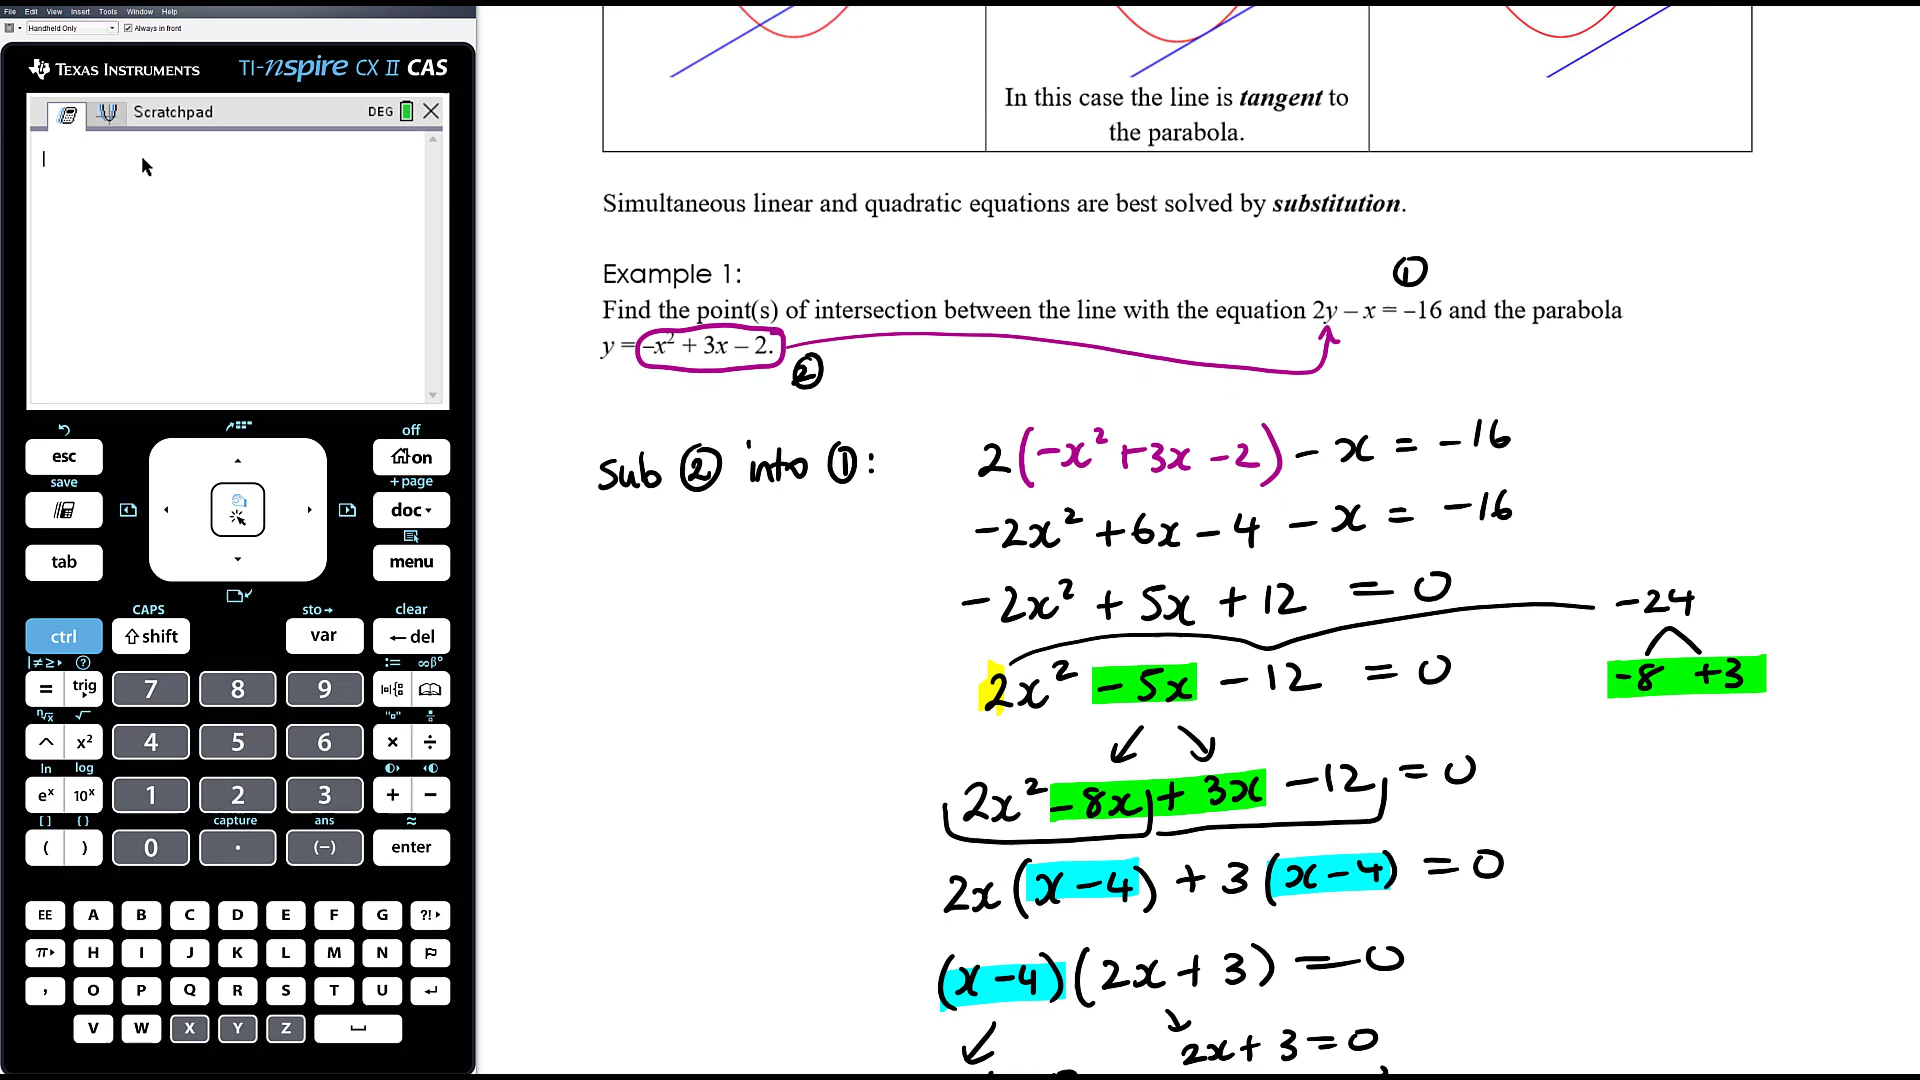 File Edit View Insert Tools Window Help
Handheld Only Always in front
TEXAS INSTRUMENTS TI-nspire CX II CAS
Scratchpad DEG
off
esc on
save + page
doc
tab menu
CAPS sto→ clear
ctrl shift var ← del
|≠≥▸ ? := ∞β°
= trig 7 8 9
ⁿ√x √ "□"
^ x² 4 5 6 × ÷
ln log
eˣ 10ˣ 1 2 3 + −
[ ] { } capture ans ≈
( ) 0 . (−) enter
EE A B C D E F G ?!▸
π▸ H I J K L M N
, O P Q R S T U
V W X Y Z
In this case the line is tangent to
the parabola.
Simultaneous linear and quadratic equations are best solved by substitution.
Example 1: ①
Find the point(s) of intersection between the line with the equation 2y – x = –16 and the parabola
y = –x² + 3x – 2.
②
Sub ② into ①: 2(-x² + 3x - 2) - x = -16
-2x² + 6x - 4 - x = -16
-2x² + 5x + 12 = 0
-24
2x² - 5x - 12 = 0
-8 +3
2x² - 8x + 3x - 12 = 0
2x(x-4) + 3(x-4) = 0
(x-4)(2x+3) = 0
2x + 3 = 0